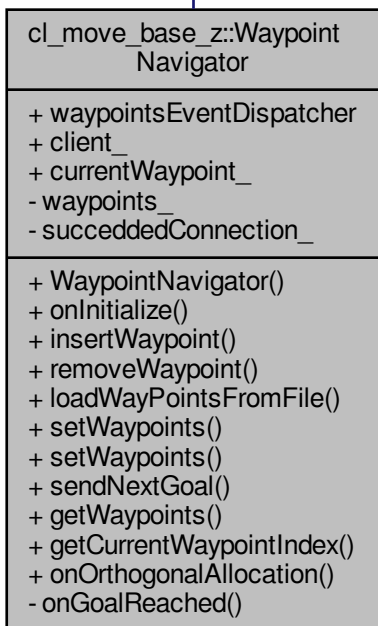 cl_move_base_z::Waypoint
Navigator
+ waypointsEventDispatcher
+ client_
+ currentWaypoint_
- waypoints_
- succeddedConnection_
+ WaypointNavigator()
+ onInitialize()
+ insertWaypoint()
+ removeWaypoint()
+ loadWayPointsFromFile()
+ setWaypoints()
+ setWaypoints()
+ sendNextGoal()
+ getWaypoints()
+ getCurrentWaypointIndex()
+ onOrthogonalAllocation()
- onGoalReached()